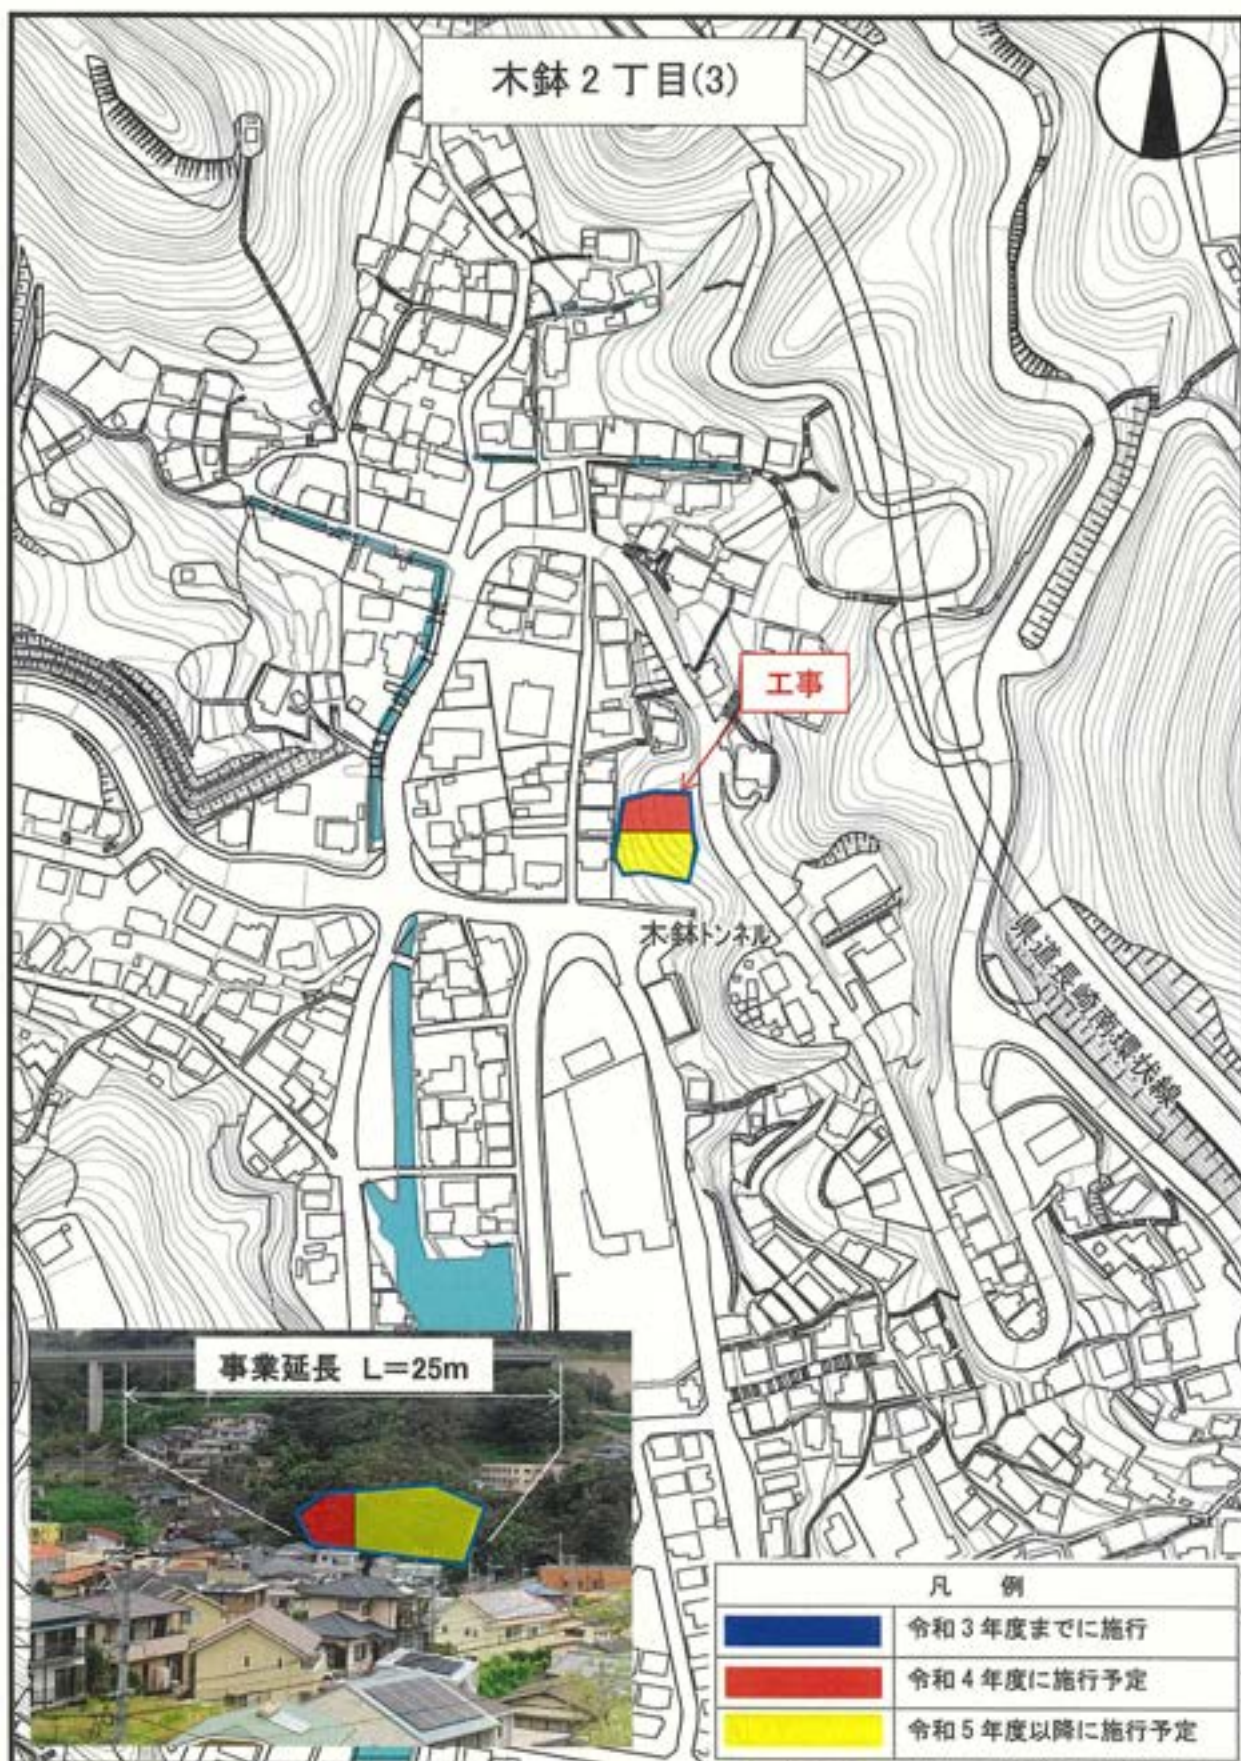 木鉢2丁目(3)
工事
木鉢トンネル
県道長崎南環状線
事業延長 L=25m
凡 例
令和3年度までに施行
令和4年度に施行予定
令和5年度以降に施行予定